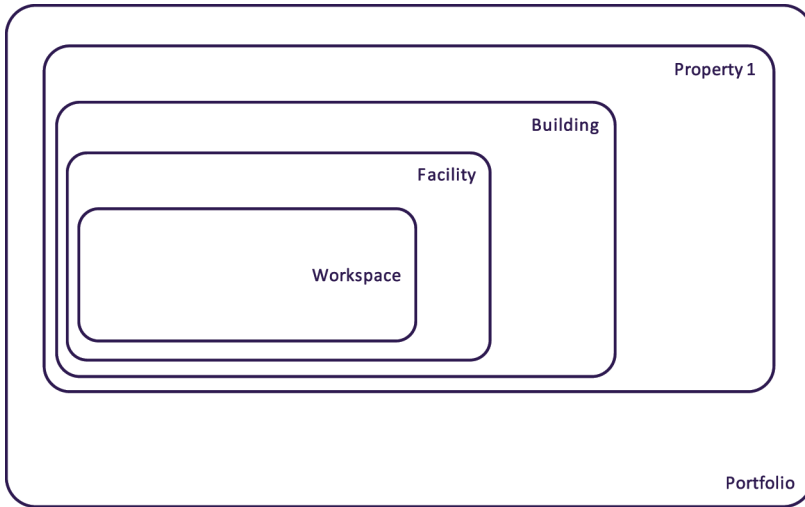 Property 1
Building
Facility
Workspace
Portfolio